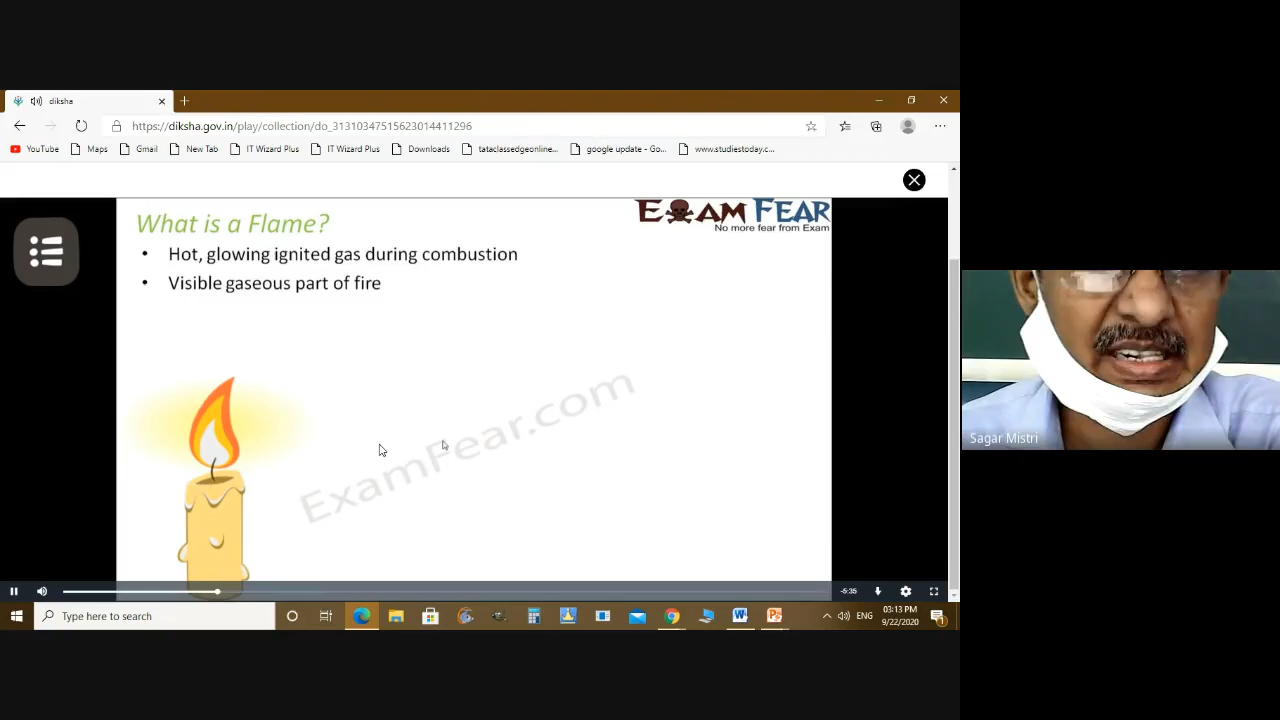 diksha
https://diksha.gov.in/play/collection/do_31310347515623014411296
YouTube Maps Gmail New Tab IT Wizard Plus IT Wizard Plus Downloads tataclassedgeonline... google update - Go... www.studiestoday.c...
EXAM FEAR
No more fear from Exam
What is a Flame?
• Hot, glowing ignited gas during combustion
• Visible gaseous part of fire
ExamFear.com
Sagar Mistri
-5:35
Type here to search
ENG
03:13 PM
9/22/2020
1